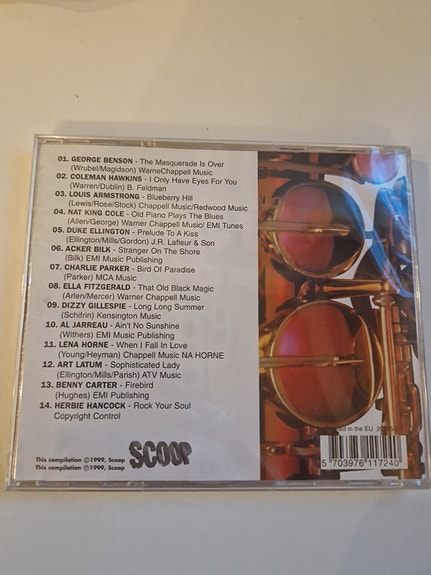 01. GEORGE BENSON - The Masquerade Is Over
(Wrubel/Magidson) WarneChappell Music
02. COLEMAN HAWKINS - I Only Have Eyes For You
(Warren/Dublin) B. Feldman
03. LOUIS ARMSTRONG - Blueberry Hill
(Lewis/Rose/Stock) Chappell Music/Redwood Music
04. NAT KING COLE - Old Piano Plays The Blues
(Allen/George) Warner Chappell Music/ EMI Tunes
05. DUKE ELLINGTON - Prelude To A Kiss
(Ellington/Mills/Gordon) J.R. Lafleur & Son
06. ACKER BILK - Stranger On The Shore
(Bilk) EMI Music Publishing
07. CHARLIE PARKER - Bird Of Paradise
(Parker) MCA Music
08. ELLA FITZGERALD - That Old Black Magic
(Arlen/Mercer) Warner Chappell Music
09. DIZZY GILLESPIE - Long Long Summer
(Schifrin) Kensington Music
10. AL JARREAU - Ain't No Sunshine
(Withers) EMI Music Publishing
11. LENA HORNE - When I Fall In Love
(Young/Heyman) Chappell Music NA HORNE
12. ART LATUM - Sophisticated Lady
(Ellington/Mills/Parish) ATV Music
13. BENNY CARTER - Firebird
(Hughes) EMI Publishing
14. HERBIE HANCOCK - Rock Your Soul
Copyright Control
This compilation ©1999, Scoop
This compilation ℗1999, Scoop
SCOOP
in the EU
5 703976 117240